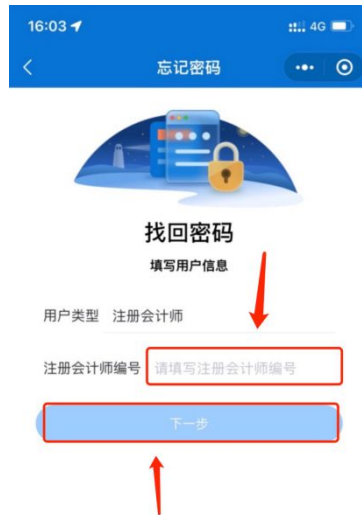 16:03 4G
忘记密码
找回密码
填写用户信息
用户类型 注册会计师
注册会计师编号 请填写注册会计师编号
下一步